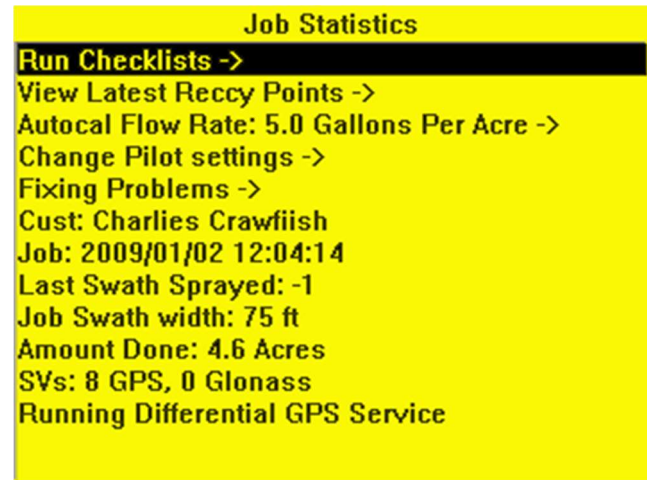 Job Statistics
Run Checklists ->
View Latest Reccy Points ->
Autocal Flow Rate: 5.0 Gallons Per Acre ->
Change Pilot settings ->
Fixing Problems ->
Cust: Charlies Crawfiish
Job: 2009/01/02 12:04:14
Last Swath Sprayed: -1
Job Swath width: 75 ft
Amount Done: 4.6 Acres
SVs: 8 GPS, 0 Glonass
Running Differential GPS Service